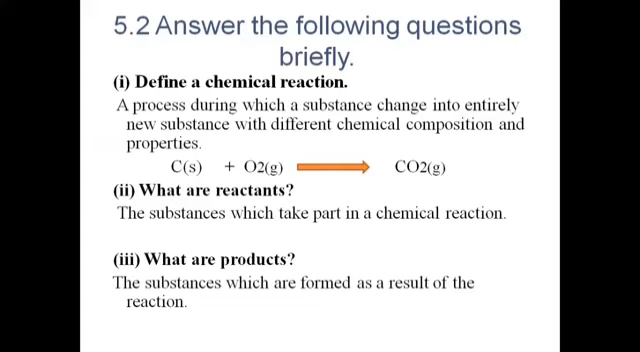 5.2 Answer the following questions
briefly.
(i) Define a chemical reaction.
A process during which a substance change into entirely
new substance with different chemical composition and
properties.
C(s) + O2(g) CO2(g)
(ii) What are reactants?
The substances which take part in a chemical reaction.
(iii) What are products?
The substances which are formed as a result of the
reaction.